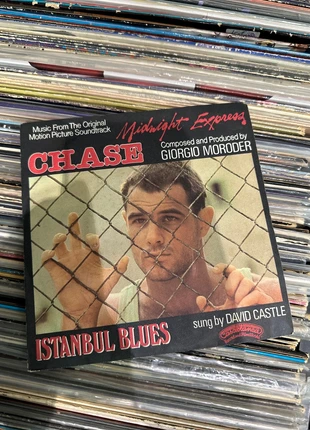 Music From The Original
Motion Picture Soundtrack
Midnight Express
CHASE
Composed and Produced by
GIORGIO MORODER
sung by DAVID CASTLE
ISTANBUL BLUES